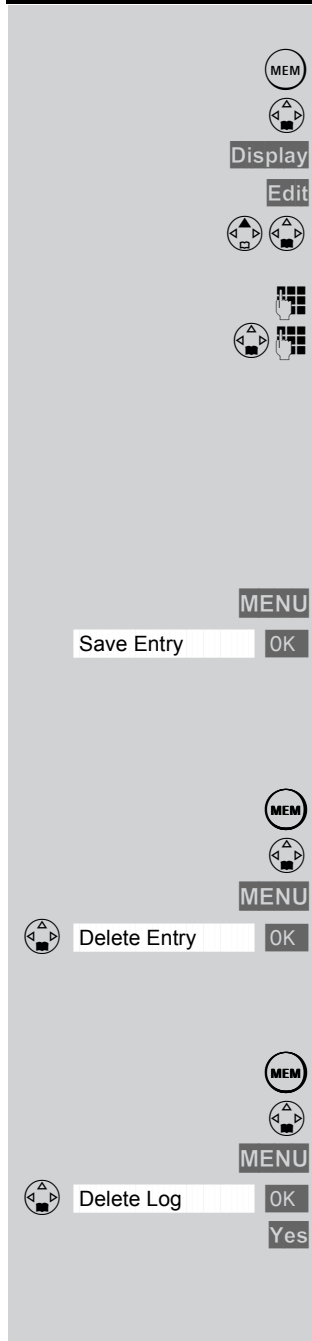 MEM
Display
Edit
MENU
Save Entry OK
MEM
MENU
Delete Entry OK
MEM
MENU
Delete Log OK
Yes